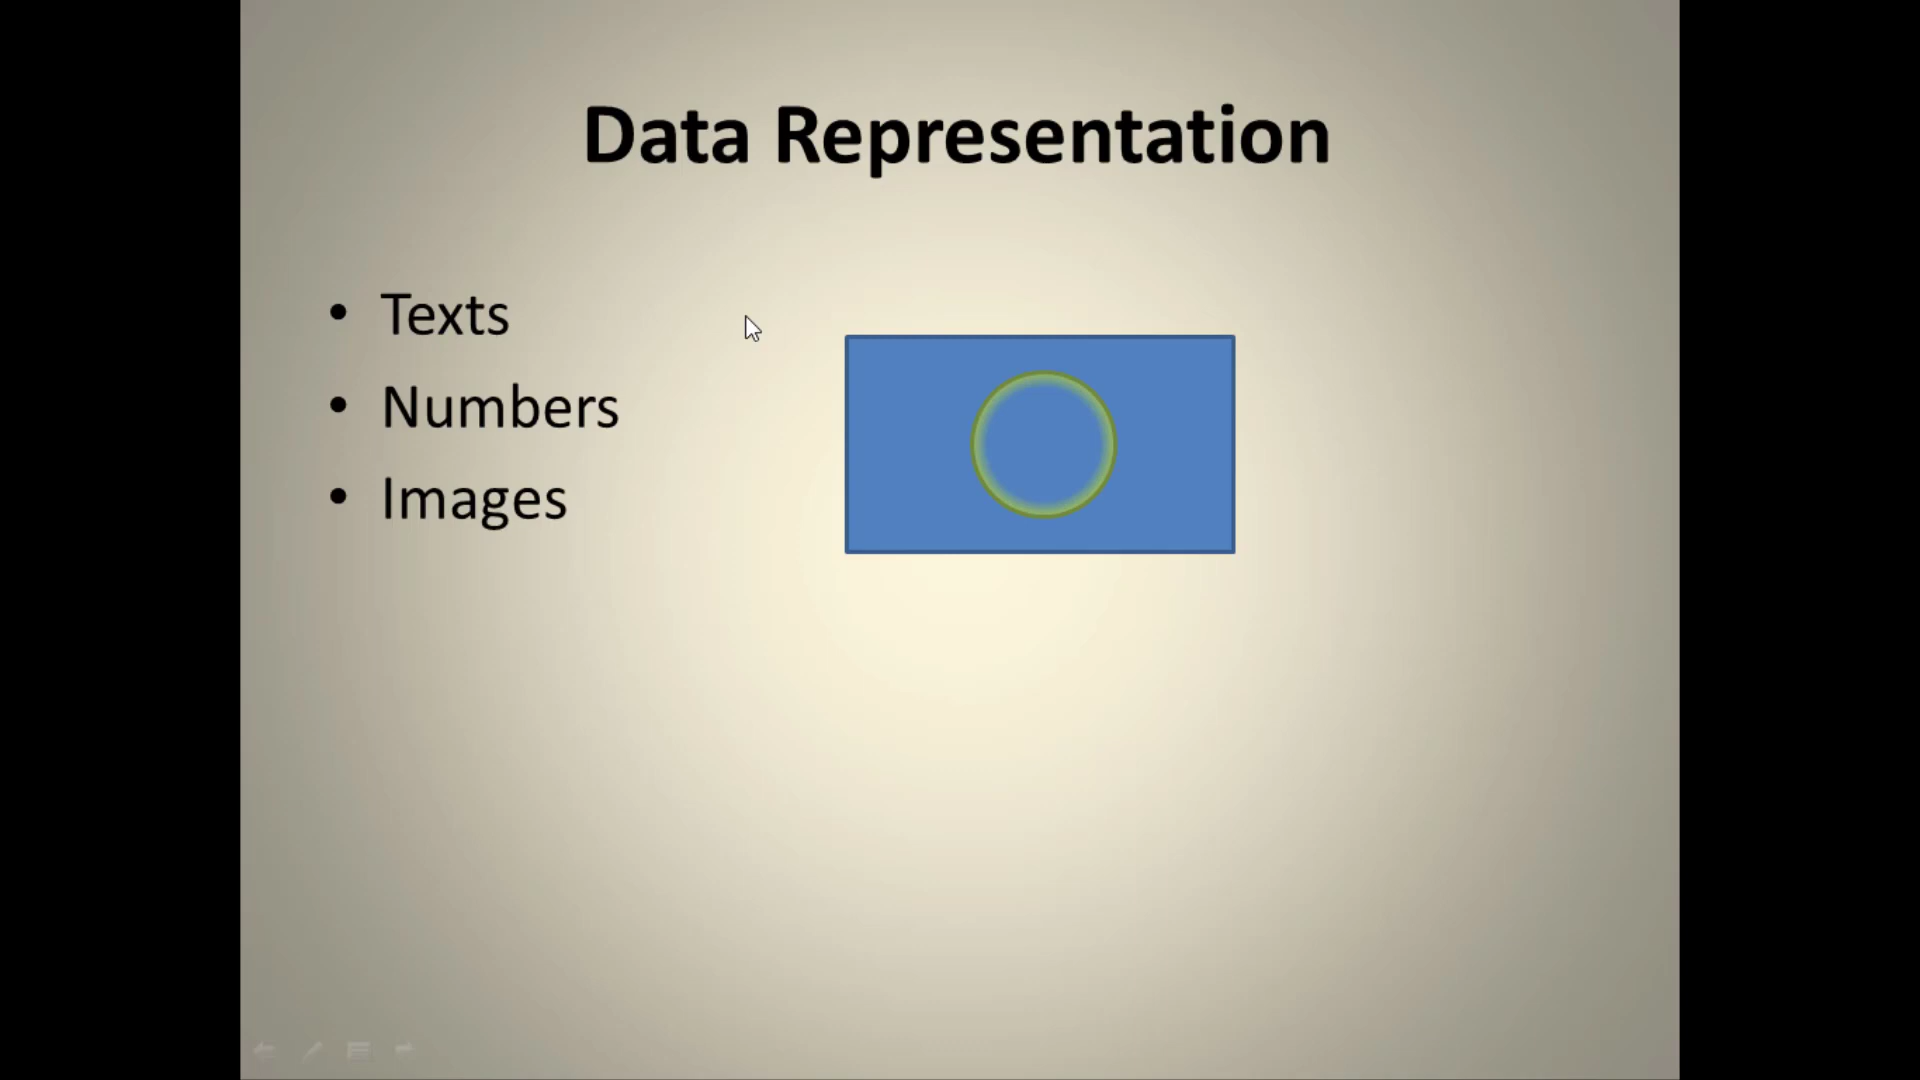 Data Representation
• Texts
• Numbers
• Images